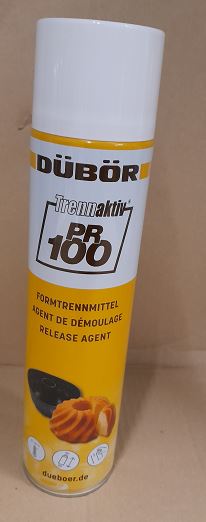 DÜBÖR
Trennaktiv®
PR
100
FORMTRENNMITTEL
AGENT DE DÉMOULAGE
RELEASE AGENT
dueboer.de